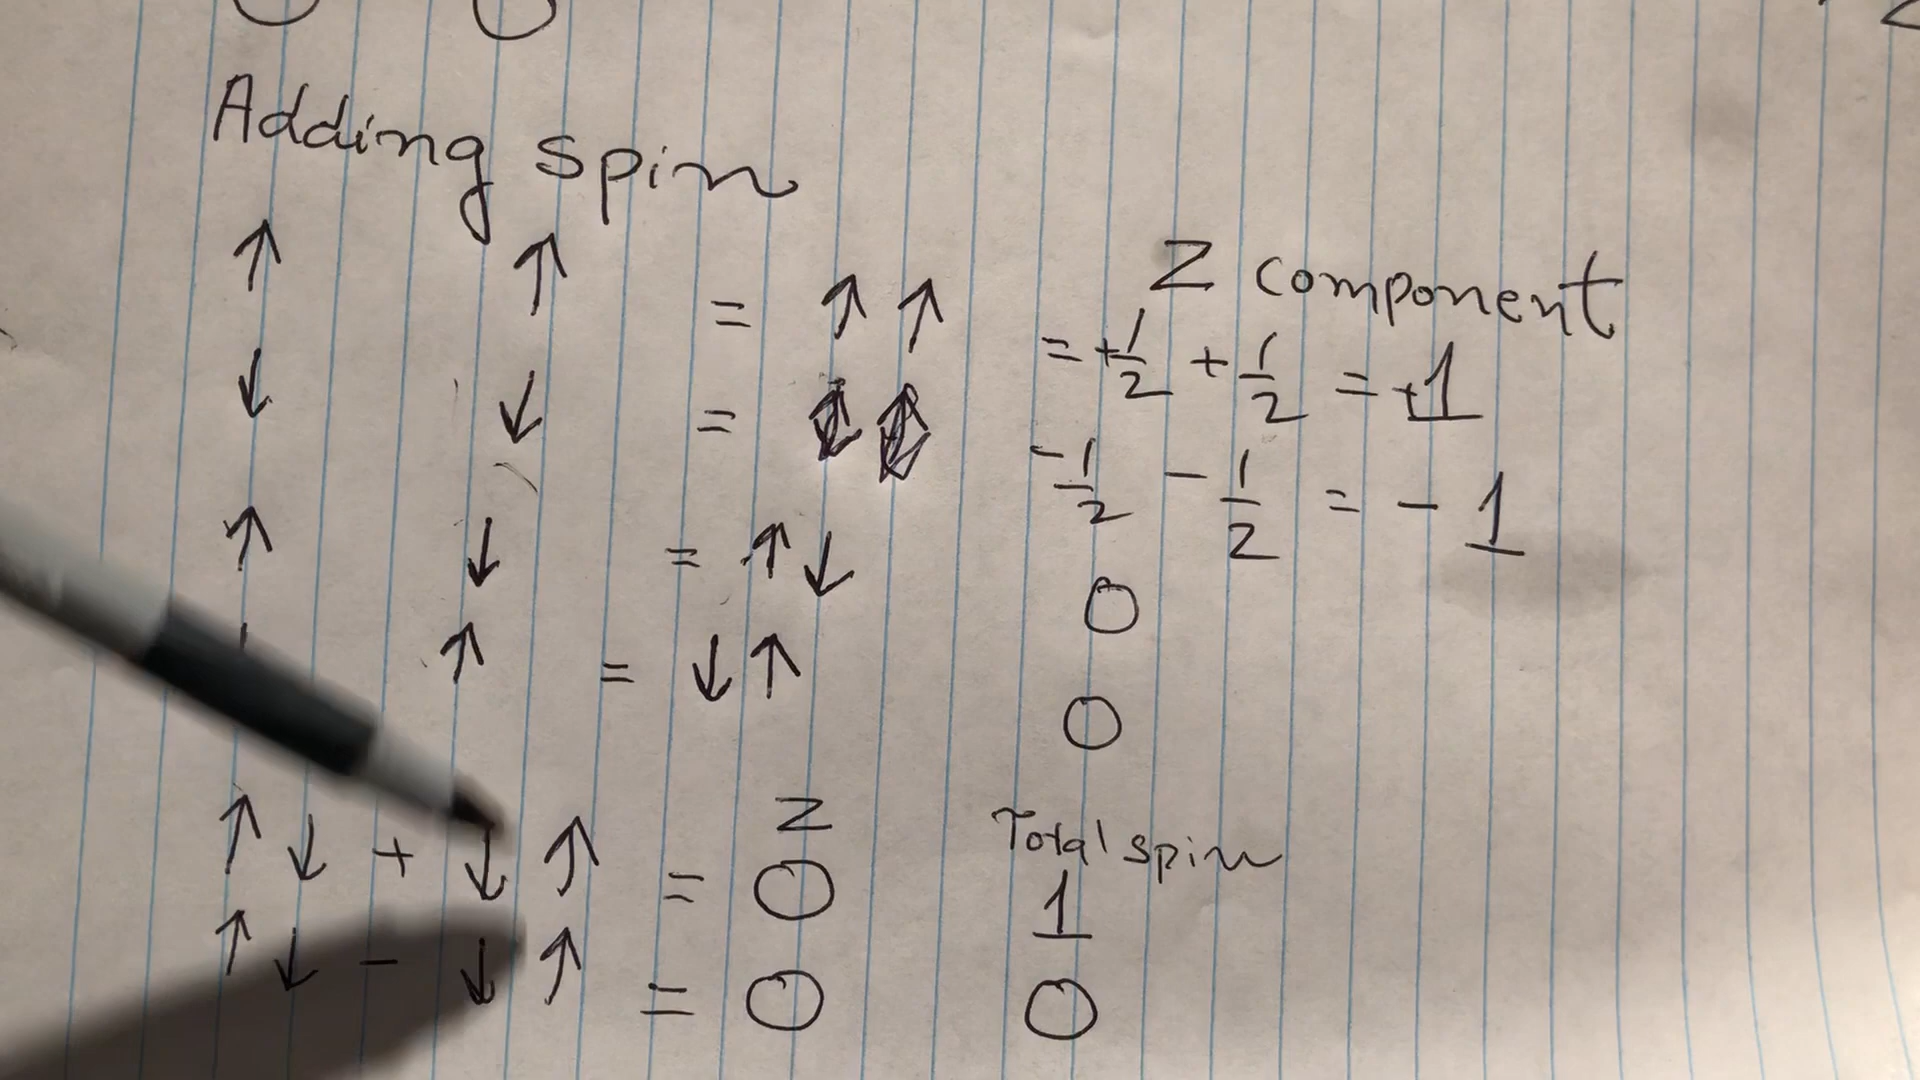 Adding spin
Z component
↑ ↑ = ↑ ↑ = +1/2 + 1/2 = +1
↓ ↓ = -1/2 - 1/2 = - 1
↑ ↓ = ↑ ↓ 0
↑ = ↓ ↑ 0
Z Total spin
↑ ↓ + ↓ ↑ = 0 1
↑ ↓ - ↓ ↑ = 0 0